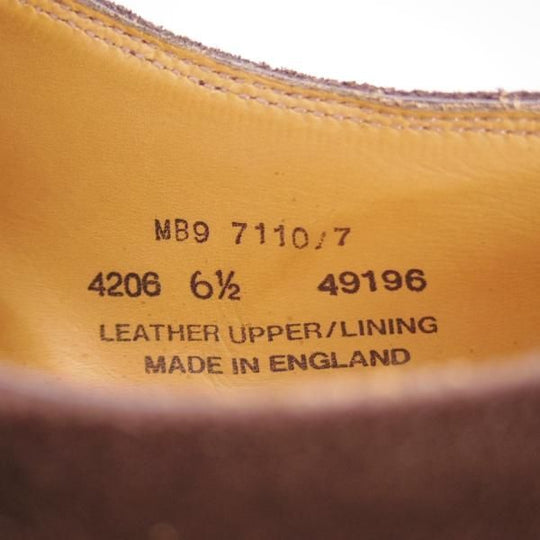 MB9 7110/7
4206 6½ 49196
LEATHER UPPER/LINING
MADE IN ENGLAND